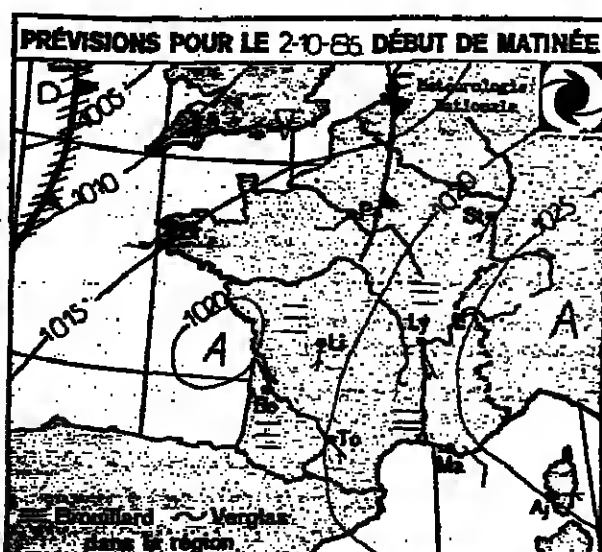 PRÉVISIONS POUR LE 2-10-85 DÉBUT DE MATINÉE
Météorologie
Nationale
D
1005
1010
1015
1020
1020
1025
A
A
St
Li
Ly
Bo
To
Ma
Aj
Brouillard Verglas
dans la région